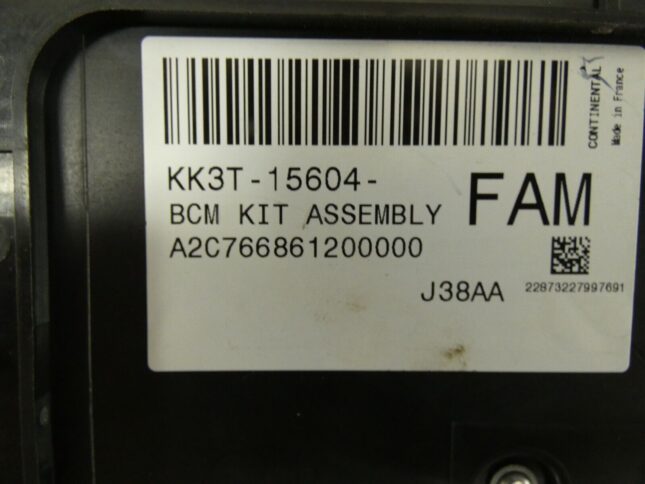 KK3T-15604-
FAM
BCM KIT ASSEMBLY
A2C766861200000
J38AA
22873227997691
CONTINENTAL
Made in France